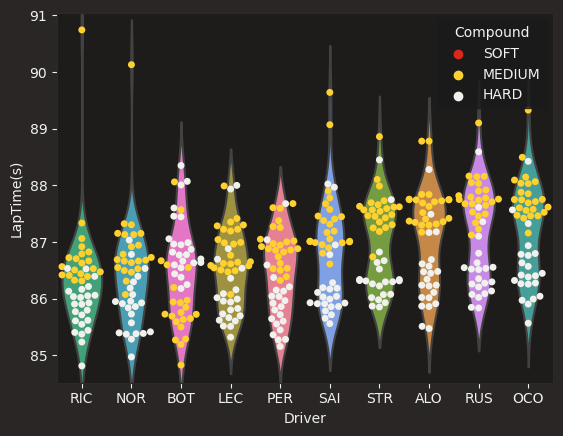 91
90
89
88
87
86
85
LapTime(s)
Compound
SOFT
MEDIUM
HARD
RIC NOR BOT LEC PER SAI STR ALO RUS OCO
Driver